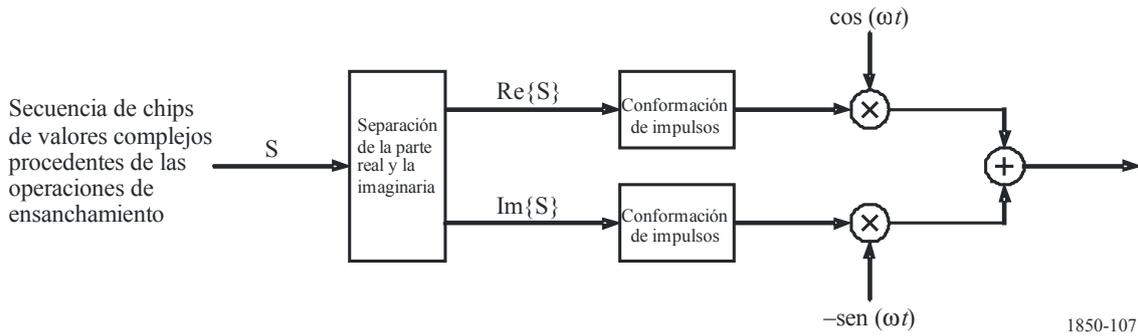 cos (ωt)
Secuencia de chips
de valores complejos
procedentes de las
operaciones de
ensanchamiento
S
Separación
de la parte
real y la
imaginaria
Re{S}
Conformación
de impulsos
×
Im{S}
Conformación
de impulsos
×
+
–sen (ωt)
1850-107